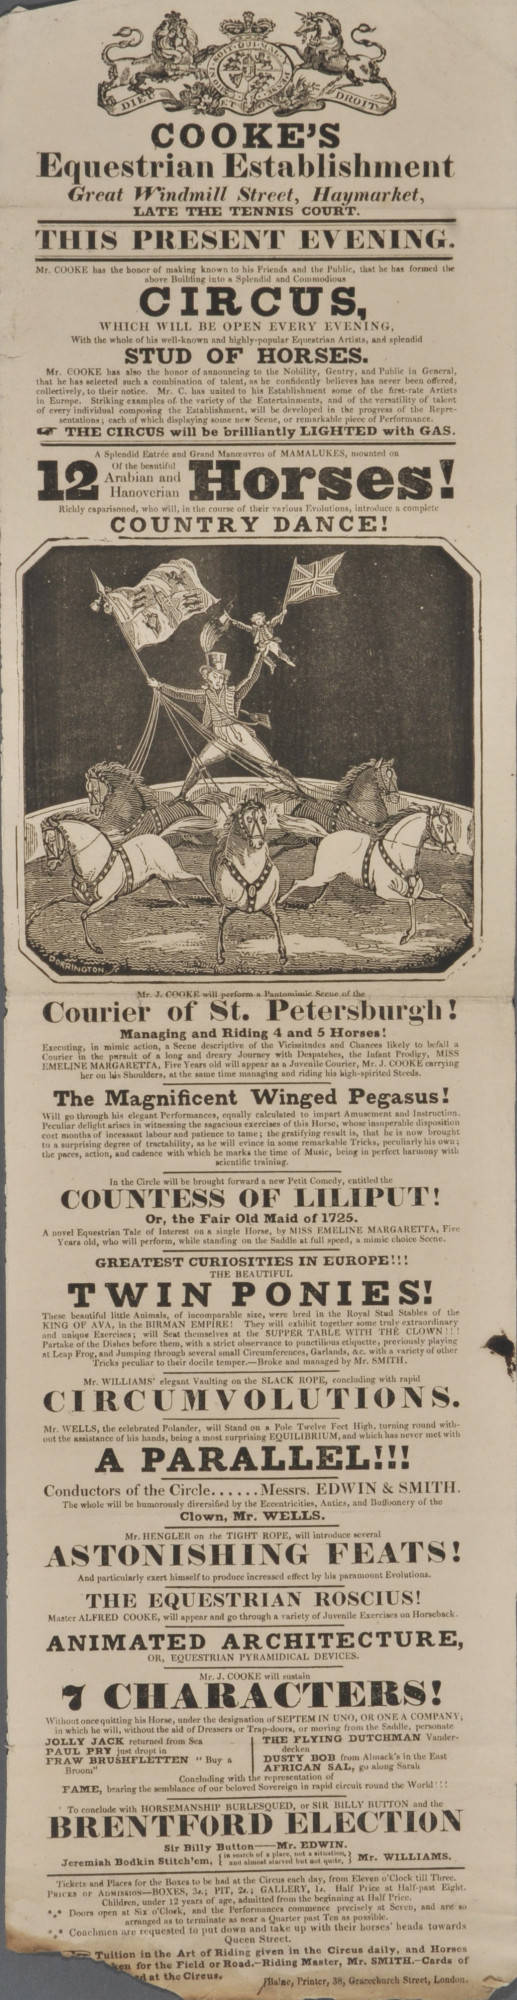 DIEU ET MON DROIT
COOKE'S
Equestrian Establishment
Great Windmill Street, Haymarket,
LATE THE TENNIS COURT.
THIS PRESENT EVENING.
Mr. COOKE has the honor of making known to his Friends and the Public, that he has formed the
above Building into a Splendid and Commodious
CIRCUS,
WHICH WILL BE OPEN EVERY EVENING,
With the whole of his well-known and highly-popular Equestrian Artists, and splendid
STUD OF HORSES.
Mr. COOKE has also the honor of announcing to the Nobility, Gentry, and Public in General,
that he has selected such a combination of talent, as he confidently believes has never been offered,
collectively, to their notice. Mr. C. has united to his Establishment some of the first-rate Artists
in Europe. Striking examples of the variety of the Entertainments, and of the versatility of talent
of every individual composing the Establishment, will be developed in the progress of the Repre-
sentations; each of which displaying some new Scene, or remarkable piece of Performance.
☞ THE CIRCUS will be brilliantly LIGHTED with GAS.
A Splendid Entrée and Grand Manœuvres of MAMALUKES, mounted on
12 Of the beautiful Arabian and Hanoverian Horses!
Richly caparisoned, who will, in the course of their various Evolutions, introduce a complete
COUNTRY DANCE!
DORRINGTON
Mr. J. COOKE will perform a Pantomimic Scene of the
Courier of St. Petersburgh!
Managing and Riding 4 and 5 Horses!
Executing, in mimic action, a Scene descriptive of the Vicissitudes and Chances likely to befall a
Courier in the pursuit of a long and dreary Journey with Despatches, the Infant Prodigy, MISS
EMELINE MARGARETTA, Five Years old will appear as a Juvenile Courier, Mr. J. COOKE carrying
her on his Shoulders, at the same time managing and riding his high-spirited Steeds.
The Magnificent Winged Pegasus!
Will go through his elegant Performances, equally calculated to impart Amusement and Instruction.
Peculiar delight arises in witnessing the sagacious exercises of this Horse, whose insuperable disposition
cost months of incessant labour and patience to tame; the gratifying result is, that he is now brought
to a surprising degree of tractability, as he will evince in some remarkable Tricks, peculiarly his own;
the paces, action, and cadence with which he marks the time of Music, being in perfect harmony with
scientific training.
In the Circle will be brought forward a new Petit Comedy, entitled the
COUNTESS OF LILIPUT!
Or, the Fair Old Maid of 1725.
A novel Equestrian Tale of Interest on a single Horse, by MISS EMELINE MARGARETTA, Five
Years old, who will perform, while standing on the Saddle at full speed, a mimic choice Scene.
GREATEST CURIOSITIES IN EUROPE!!!
THE BEAUTIFUL
TWIN PONIES!
These beautiful little Animals, of incomparable size, were bred in the Royal Stud Stables of the
KING OF AVA, in the BIRMAN EMPIRE! They will exhibit together some truly extraordinary
and unique Exercises; will Seat themselves at the SUPPER TABLE WITH THE CLOWN!!!
Partake of the Dishes before them, with a strict observance to punctilious etiquette, previously playing
at Leap Frog, and Jumping through several small Circumferences, Garlands, &c. with a variety of other
Tricks peculiar to their docile temper.—Broke and managed by Mr. SMITH.
Mr. WILLIAMS' elegant Vaulting on the SLACK ROPE, concluding with rapid
CIRCUMVOLUTIONS.
Mr. WELLS, the celebrated Polander, will Stand on a Pole Twelve Feet High, turning round with-
out the assistance of his hands, being a most surprising EQUILIBRIUM, and which has never met with
A PARALLEL!!!
Conductors of the Circle......Messrs. EDWIN & SMITH.
The whole will be humorously diversified by the Eccentricities, Antics, and Buffoonery of the
Clown, Mr. WELLS.
Mr. HENGLER on the TIGHT ROPE, will introduce several
ASTONISHING FEATS!
And particularly exert himself to produce increased effect by his paramount Evolutions.
THE EQUESTRIAN ROSCIUS!
Master ALFRED COOKE, will appear and go through a variety of Juvenile Exercises on Horseback.
ANIMATED ARCHITECTURE,
OR, EQUESTRIAN PYRAMIDICAL DEVICES.
Mr. J. COOKE will sustain
7 CHARACTERS!
Without once quitting his Horse, under the designation of SEPTEM IN UNO, OR ONE A COMPANY;
in which he will, without the aid of Dressers or Trap-doors, or moving from the Saddle, personate
JOLLY JACK returned from Sea
PAUL PRY just dropt in
FRAW BRUSHFLETTEN "Buy a
Broom"
THE FLYING DUTCHMAN Vander-
decken
DUSTY BOB from Almack's in the East
AFRICAN SAL, go along Sarah
Concluding with the representation of
FAME, bearing the semblance of our beloved Sovereign in rapid circuit round the World!!!
To conclude with HORSEMANSHIP BURLESQUED, or SIR BILLY BUTTON and the
BRENTFORD ELECTION
Sir Billy Button——Mr. EDWIN.
Jeremiah Bodkin Stitch'em, { in search of a place, not a situation, and almost starved but not quite, } Mr. WILLIAMS.
Tickets and Places for the Boxes to be had at the Circus each day, from Eleven o'Clock till Three.
PRICES OF ADMISSION—BOXES, 3s.; PIT, 2s.; GALLERY, 1s. Half Price at Half-past Eight.
Children, under 12 years of age, admitted from the beginning at Half Price.
*** Doors open at Six o'Clock, and the Performances commence precisely at Seven, and are so
arranged as to terminate as near a Quarter past Ten as possible.
*** Coachmen are requested to put down and take up with their horses' heads towards
Queen Street.
Tuition in the Art of Riding given in the Circus daily, and Horses
for the Field or Road.—Riding Master, Mr. SMITH.—Cards of
at the Circus.
Printer, 38, Gracechurch Street, London.